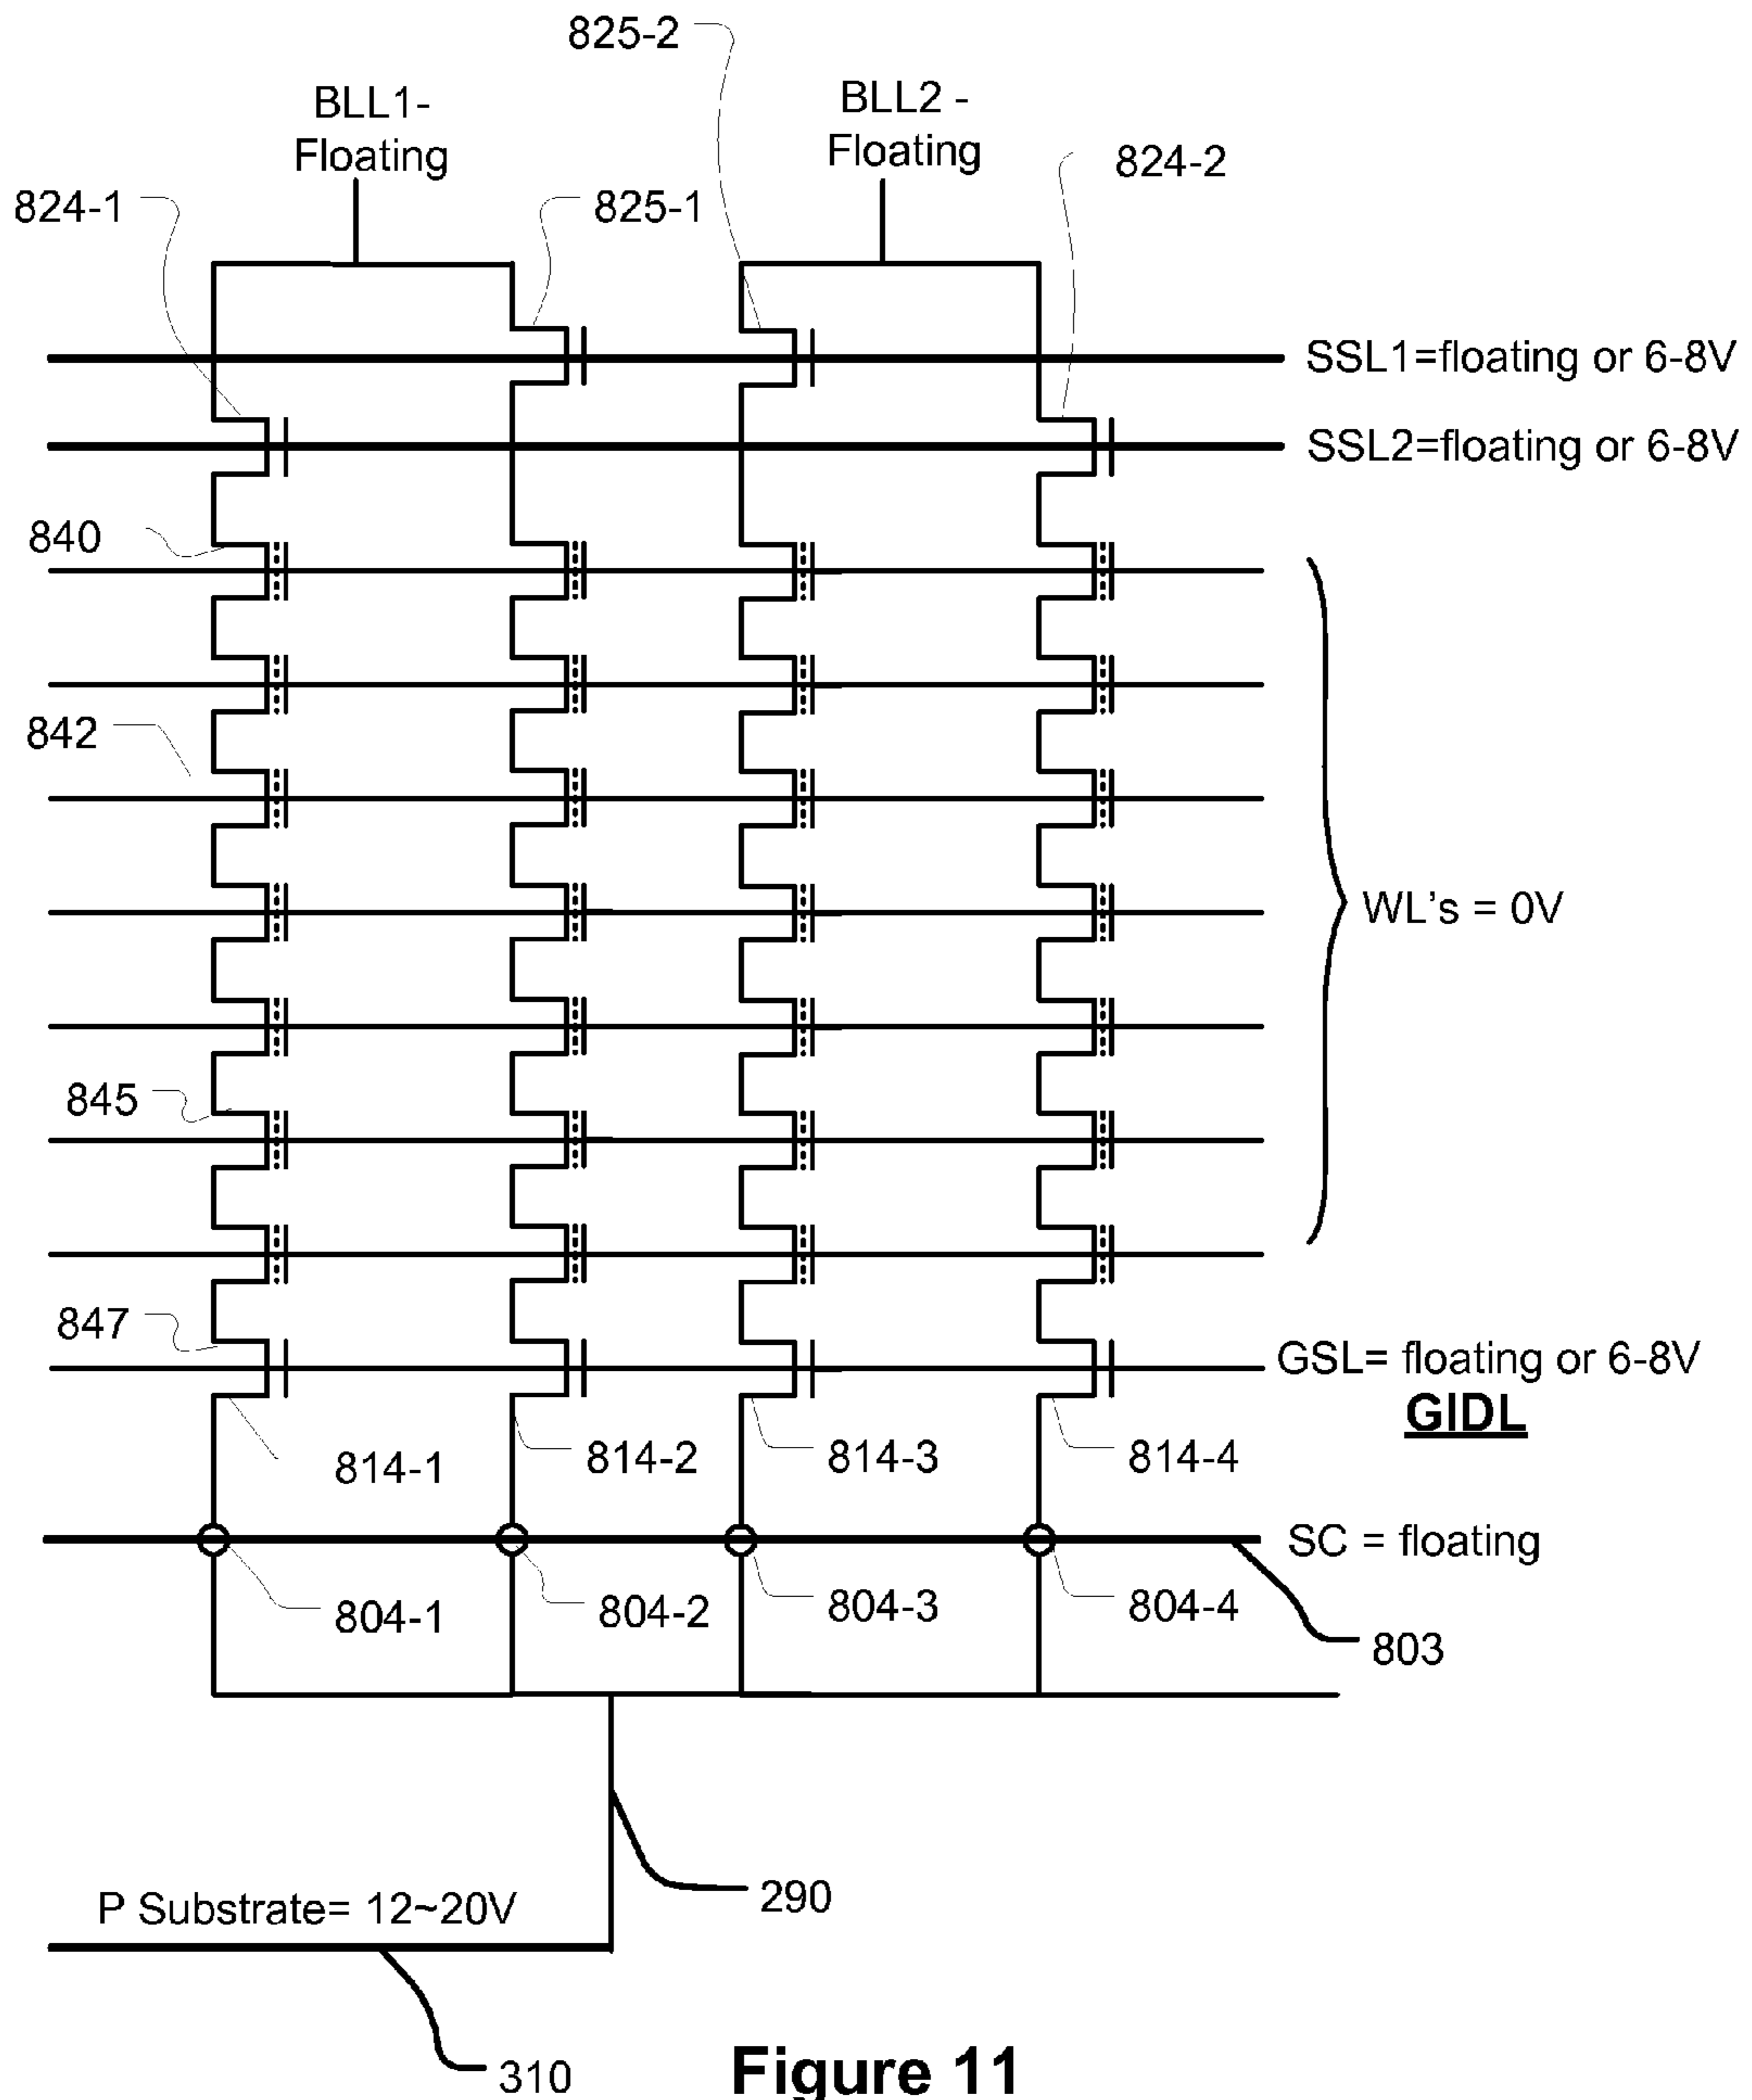 825-2
BLL1-
Floating
BLL2 -
Floating
824-2
824-1
825-1
SSL1=floating or 6-8V
SSL2=floating or 6-8V
840
842
WL's = 0V
845
847
GSL= floating or 6-8V
GIDL
814-1
814-2
814-3
814-4
SC = floating
804-1
804-2
804-3
804-4
803
P Substrate= 12~20V
290
310
Figure 11